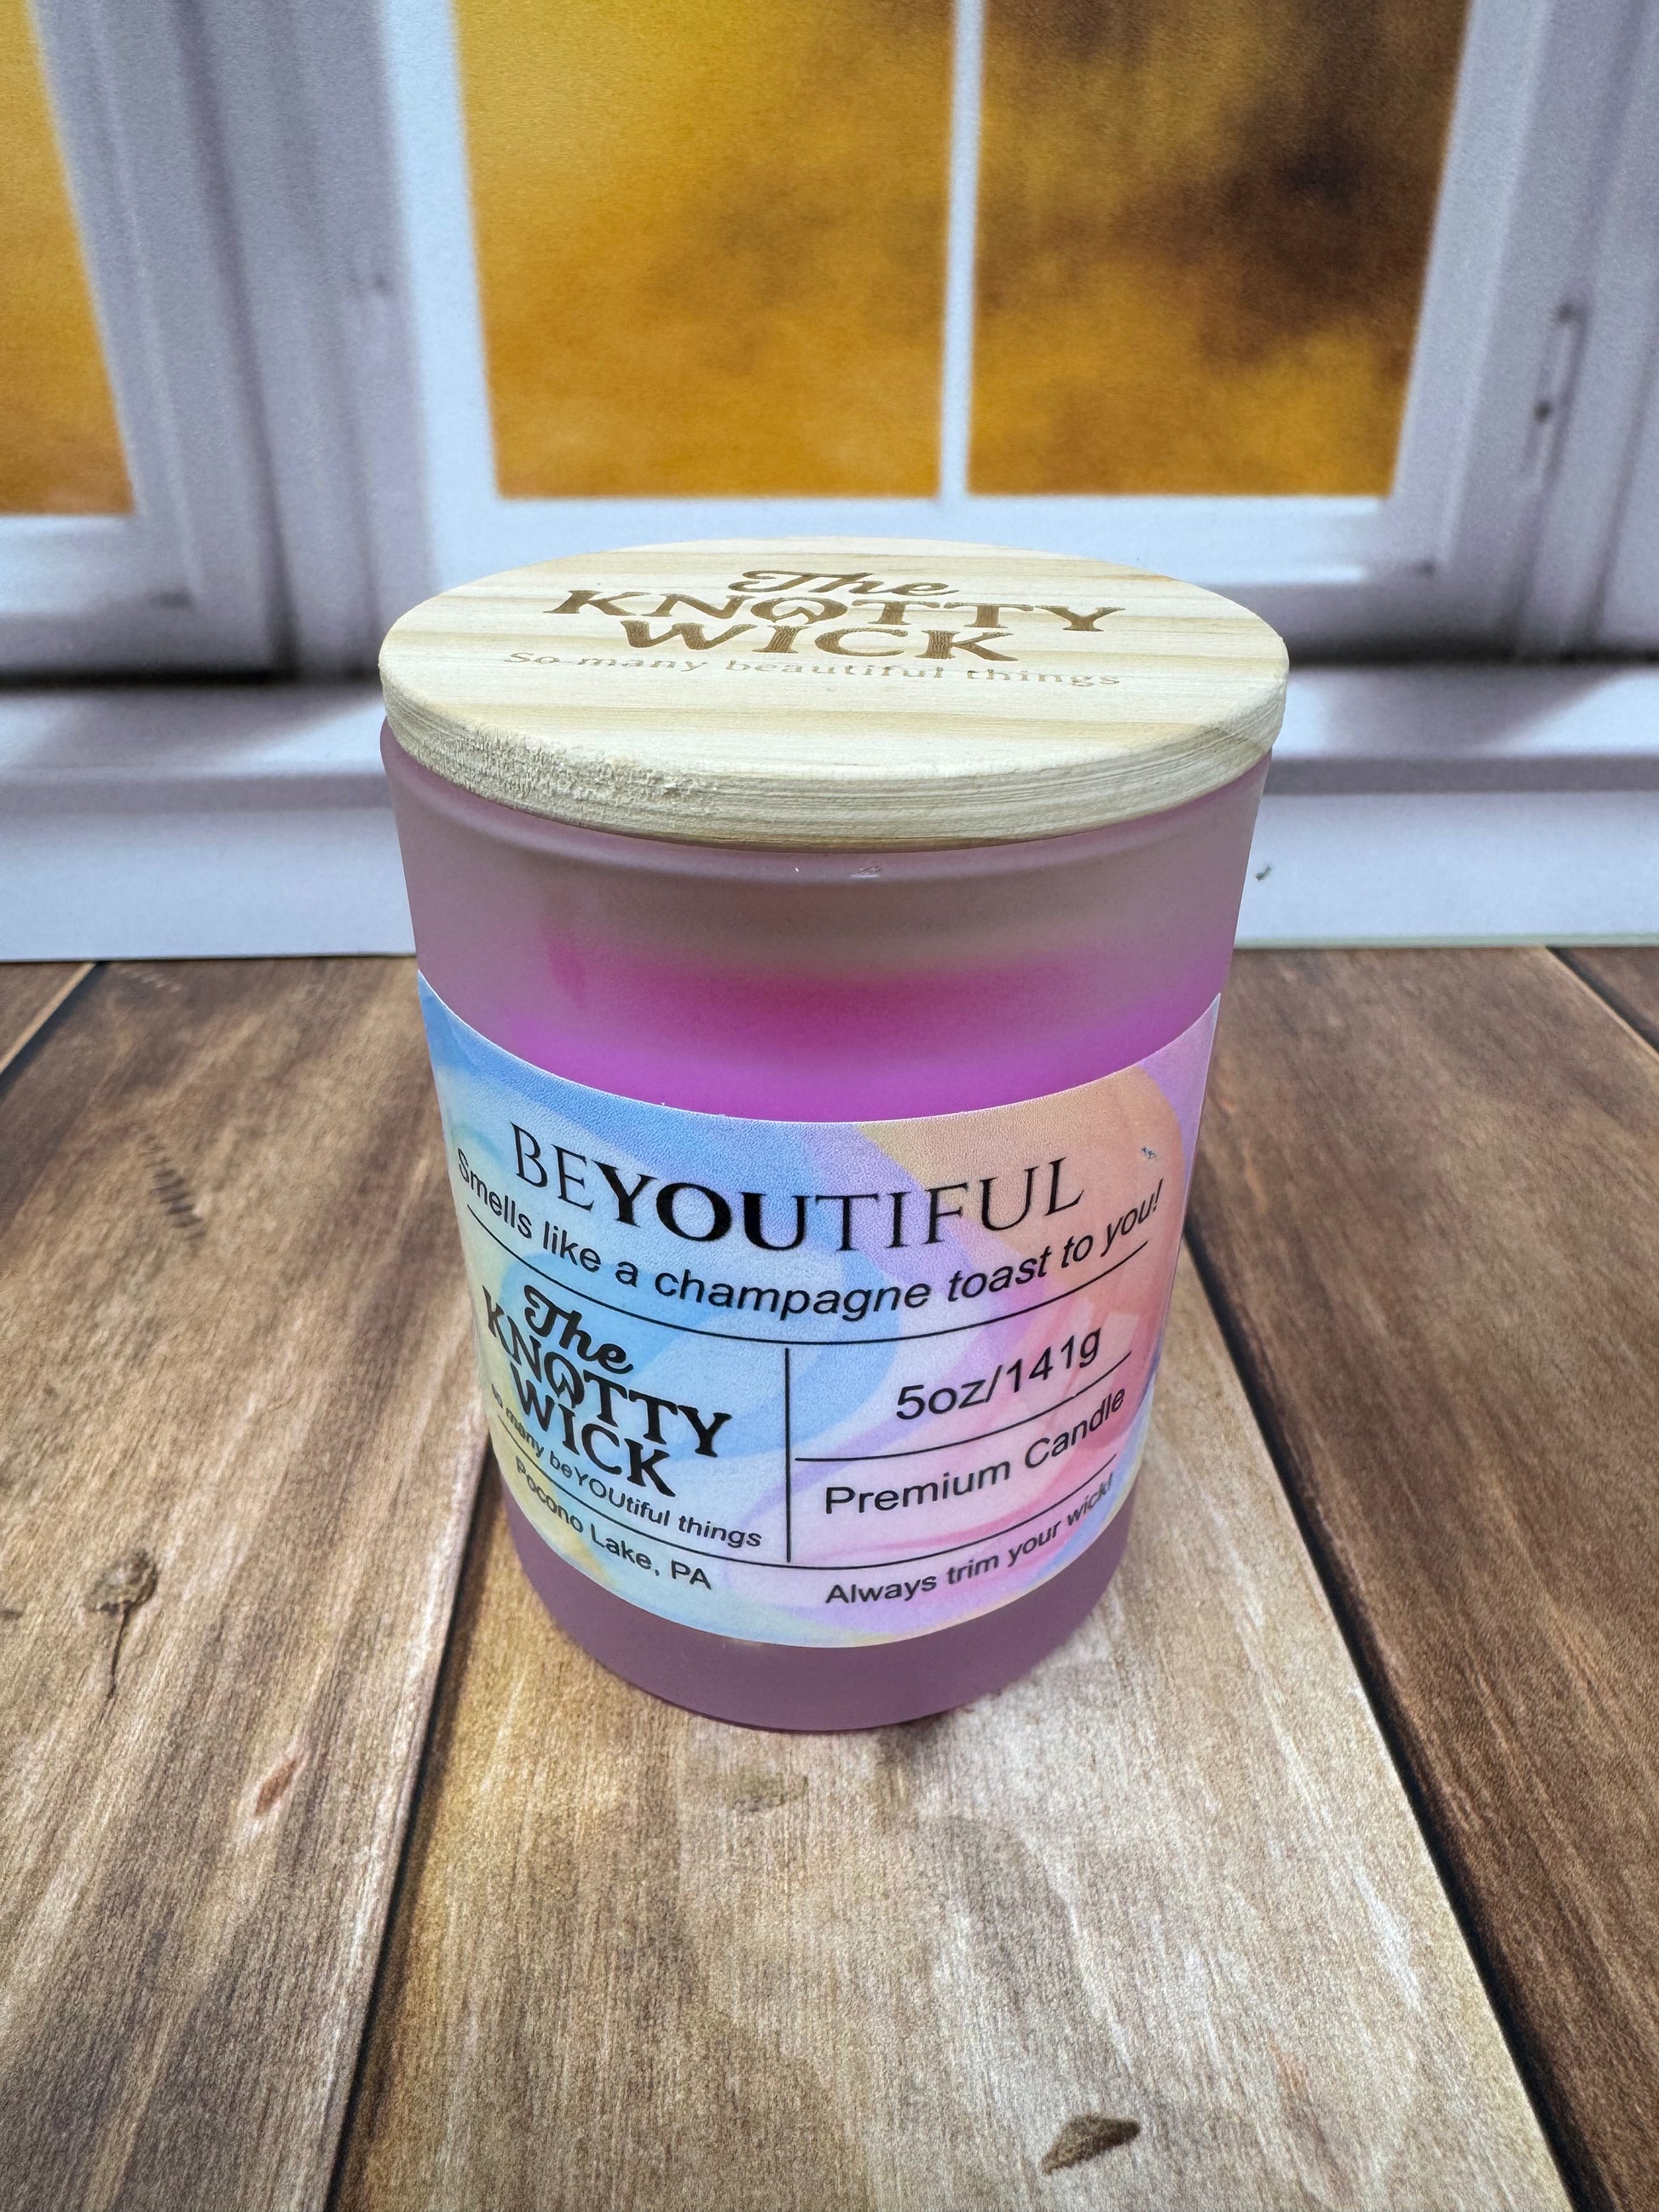 The
KNOTTY
WICK
So many beautiful things
BEYOUTIFUL
Smells like a champagne toast to you!
The
KNOTTY
WICK
so many beYOUtiful things
Pocono Lake, PA
5oz/141g
Premium Candle
Always trim your wick!